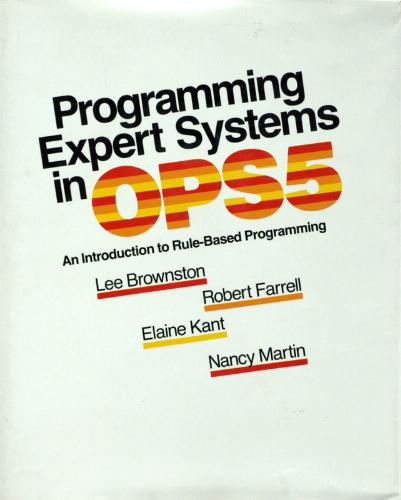 Programming
Expert Systems
in OPS5
An Introduction to Rule-Based Programming
Lee Brownston
Robert Farrell
Elaine Kant
Nancy Martin